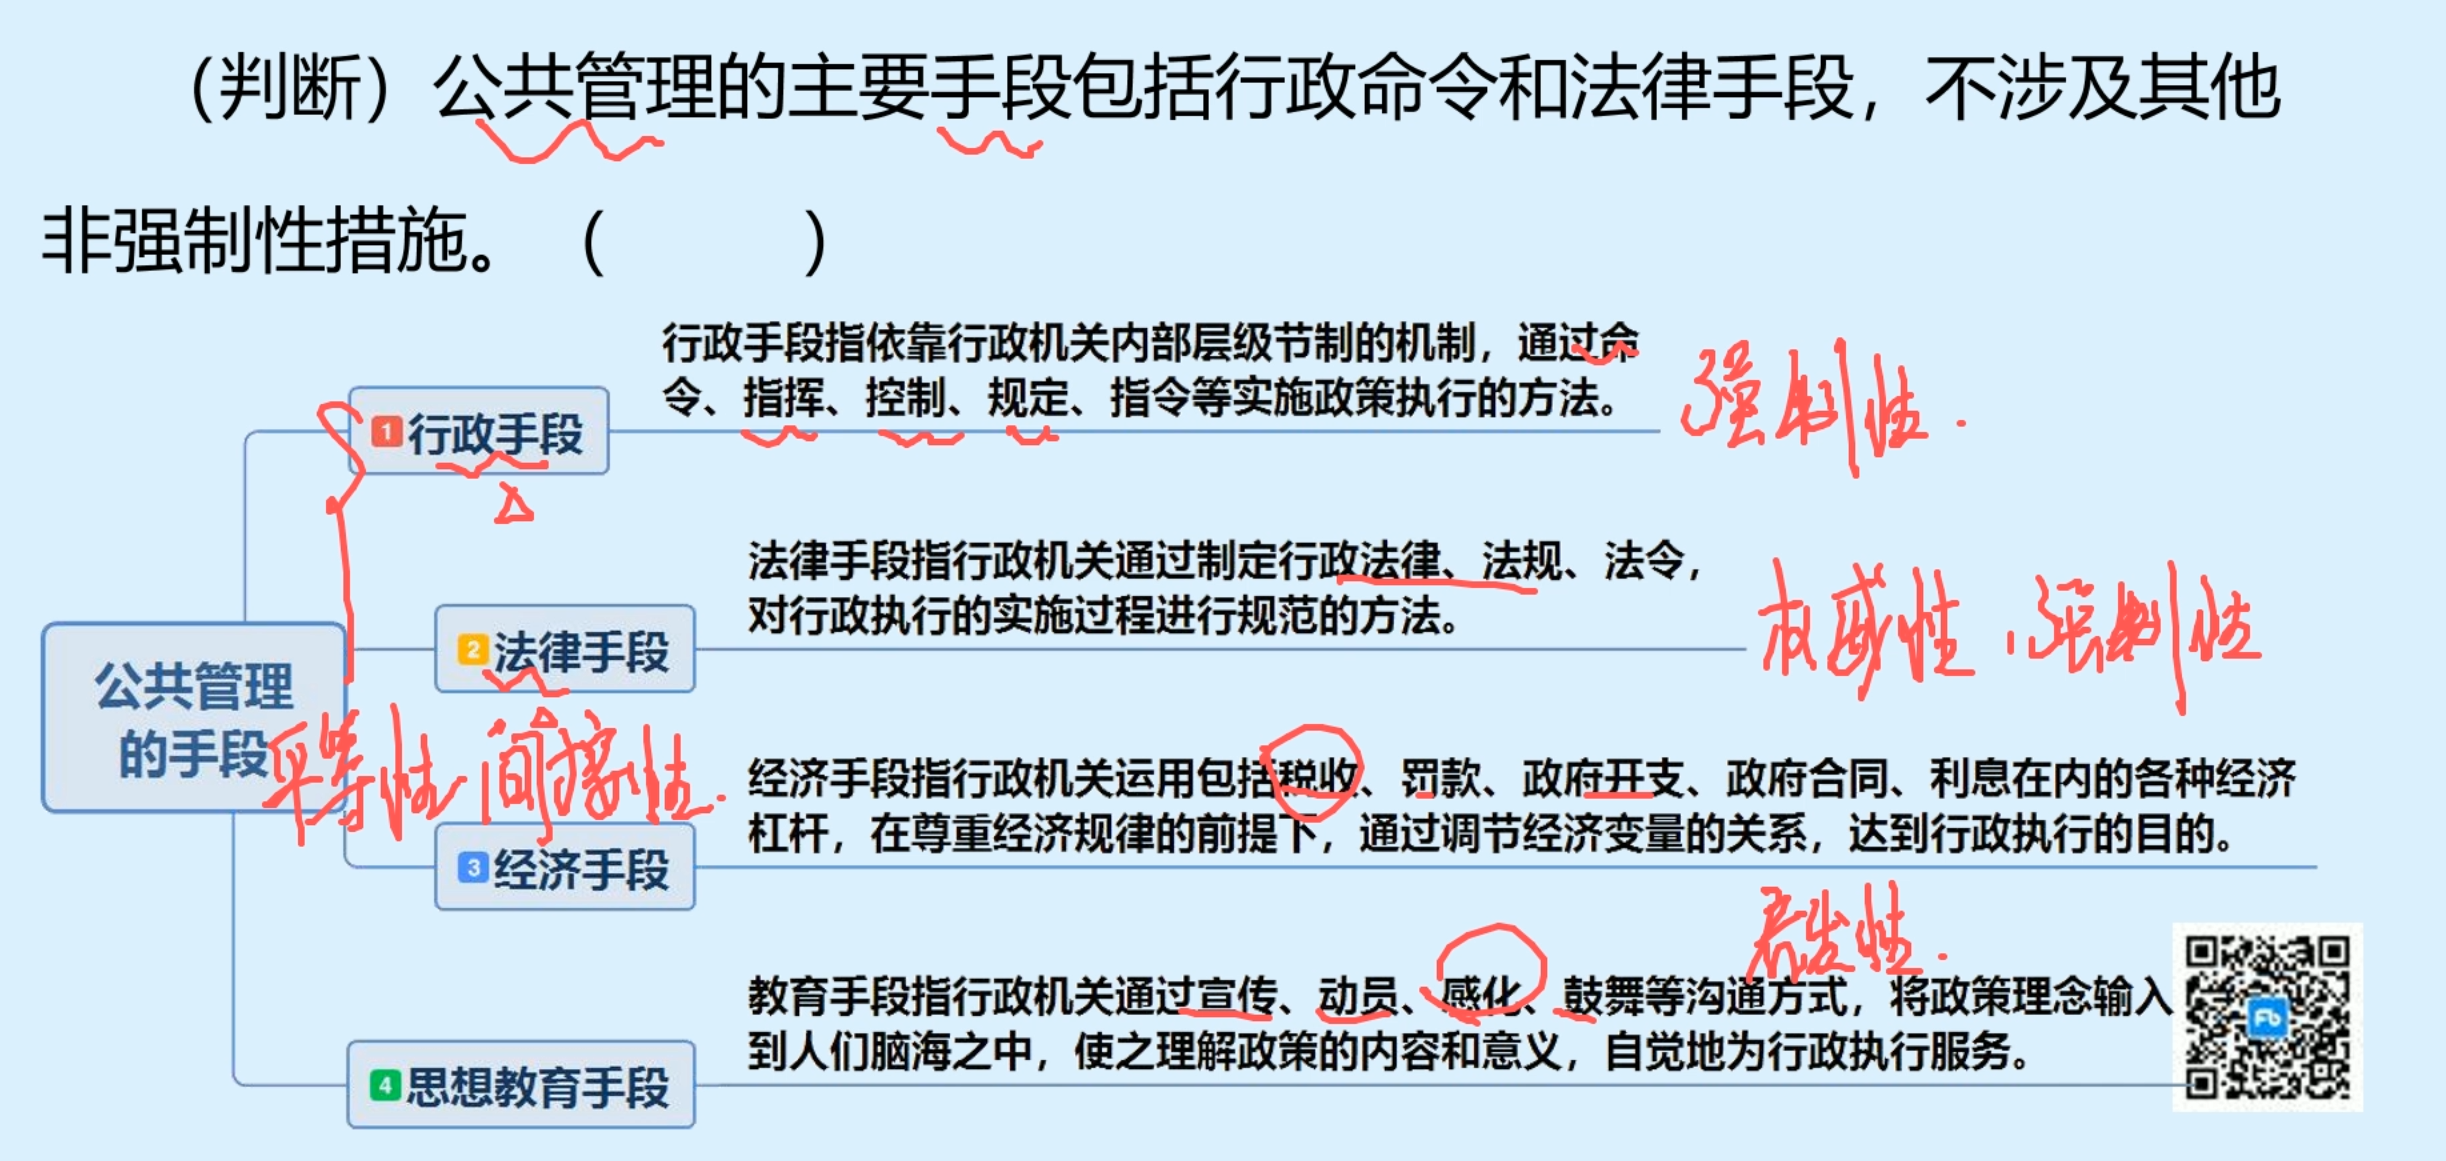 （判断）公共管理的主要手段包括行政命令和法律手段，不涉及其他
非强制性措施。（　　）
行政手段指依靠行政机关内部层级节制的机制，通过命
令、指挥、控制、规定、指令等实施政策执行的方法。
强制性.
1 行政手段
法律手段指行政机关通过制定行政法律、法规、法令，
对行政执行的实施过程进行规范的方法。
权威性、强制性
2 法律手段
公共管理
的手段
平等性 间接性.
经济手段指行政机关运用包括税收、罚款、政府开支、政府合同、利息在内的各种经济
杠杆，在尊重经济规律的前提下，通过调节经济变量的关系，达到行政执行的目的。
3 经济手段
教育手段指行政机关通过宣传、动员、感化、鼓舞等沟通方式，将政策理念输入
到人们脑海之中，使之理解政策的内容和意义，自觉地为行政执行服务。
4 思想教育手段
Fb